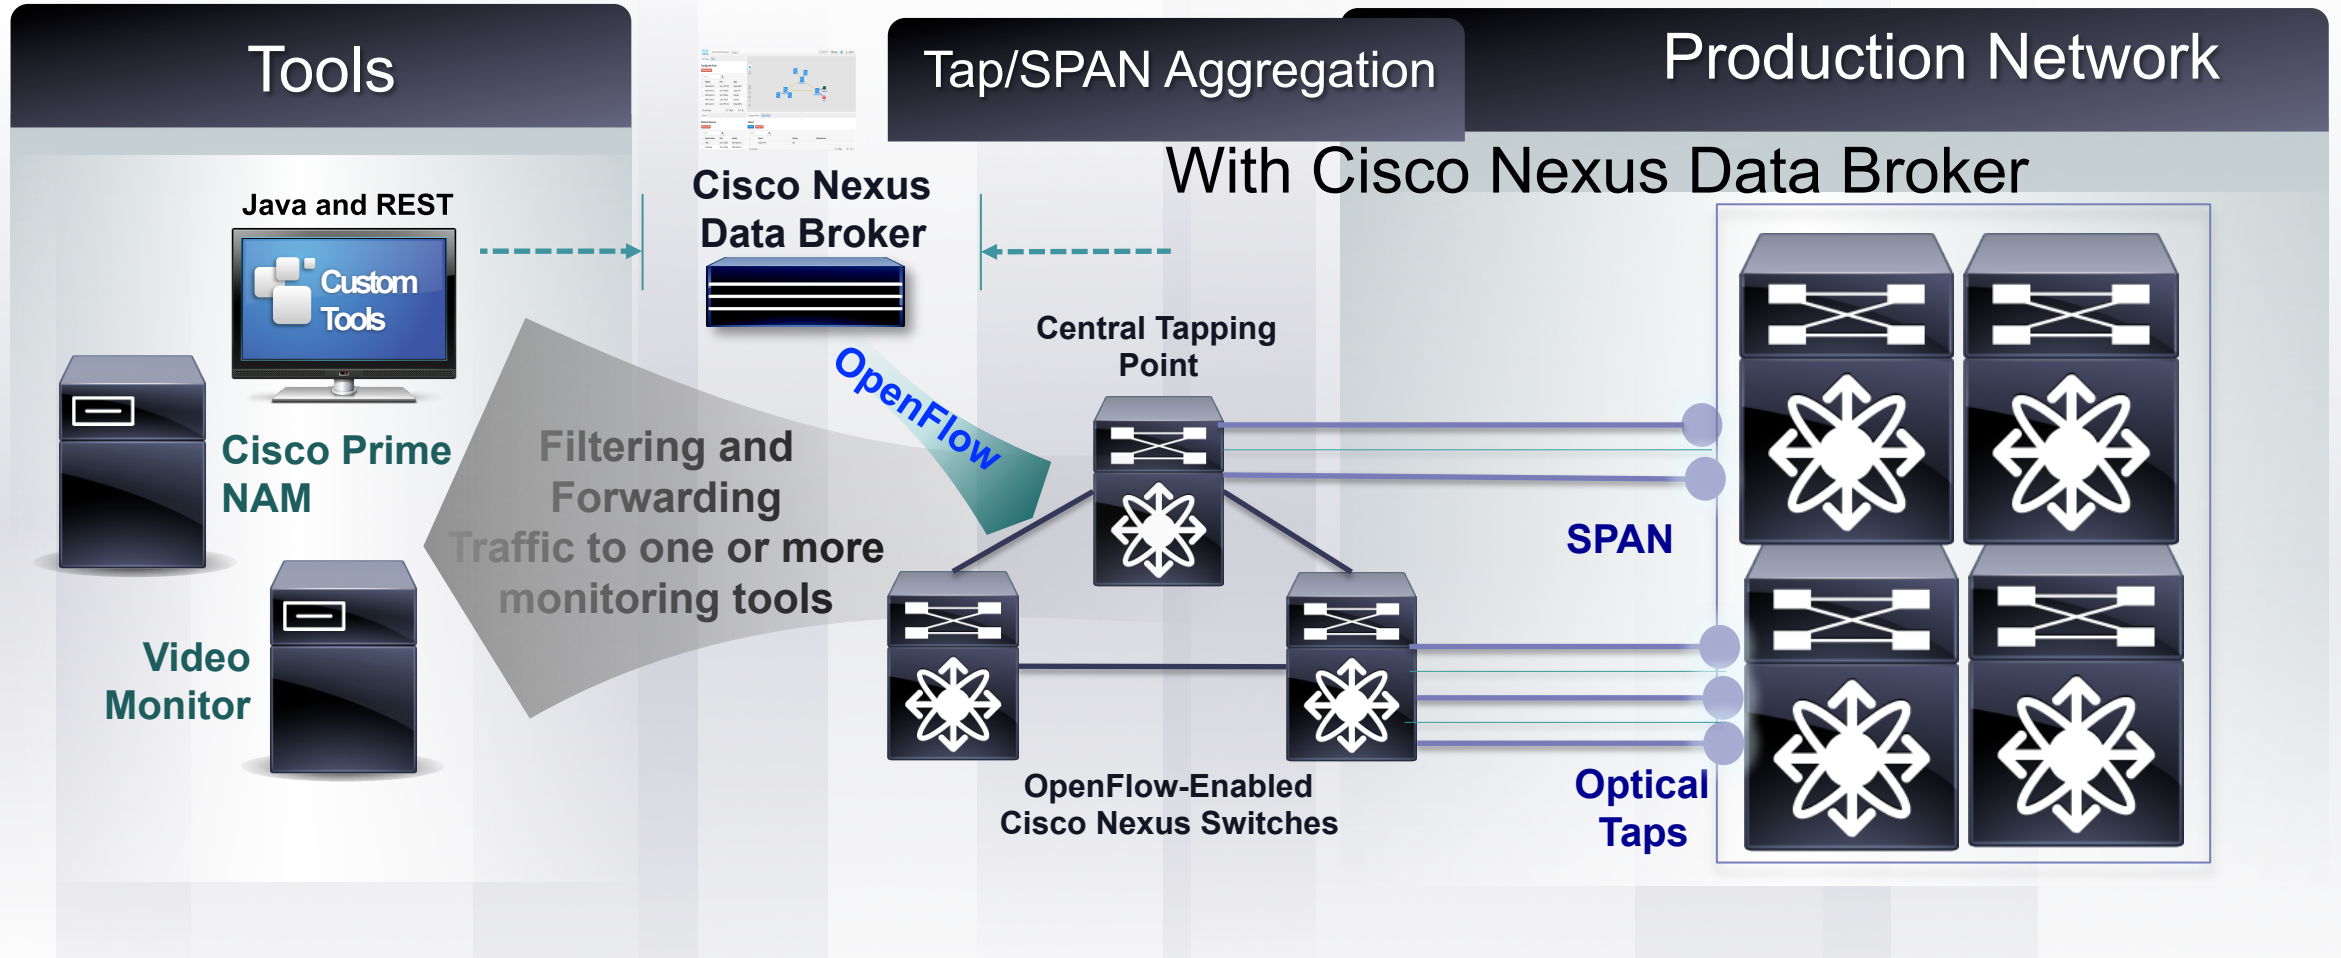 Tools
Tap/SPAN Aggregation
Production Network
With Cisco Nexus Data Broker
Java and REST
Custom
Tools
Cisco Nexus
Data Broker
OpenFlow
Central Tapping
Point
Cisco Prime
NAM
Filtering and
Forwarding
Traffic to one or more
monitoring tools
SPAN
Video
Monitor
OpenFlow-Enabled
Cisco Nexus Switches
Optical
Taps